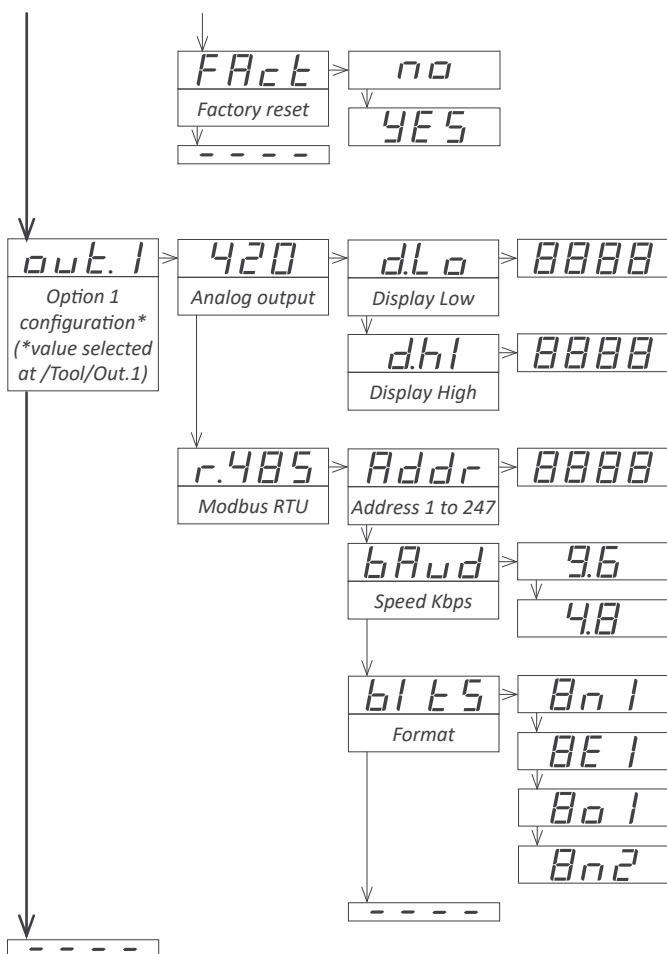 FAct
no
Factory reset
YES
- - - -
out.1
420
d.Lo
8888
Option 1
configuration*
(*value selected
at /Tool/Out.1)
Analog output
Display Low
d.hI
8888
Display High
r.485
Addr
8888
Modbus RTU
Address 1 to 247
bAud
9.6
Speed Kbps
4.8
bItS
8n1
Format
8E1
8o1
8n2
- - - -
- - - -